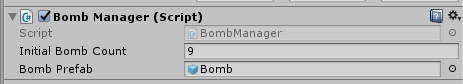 Bomb Manager (Script)
Script BombManager
Initial Bomb Count 9
Bomb Prefab Bomb